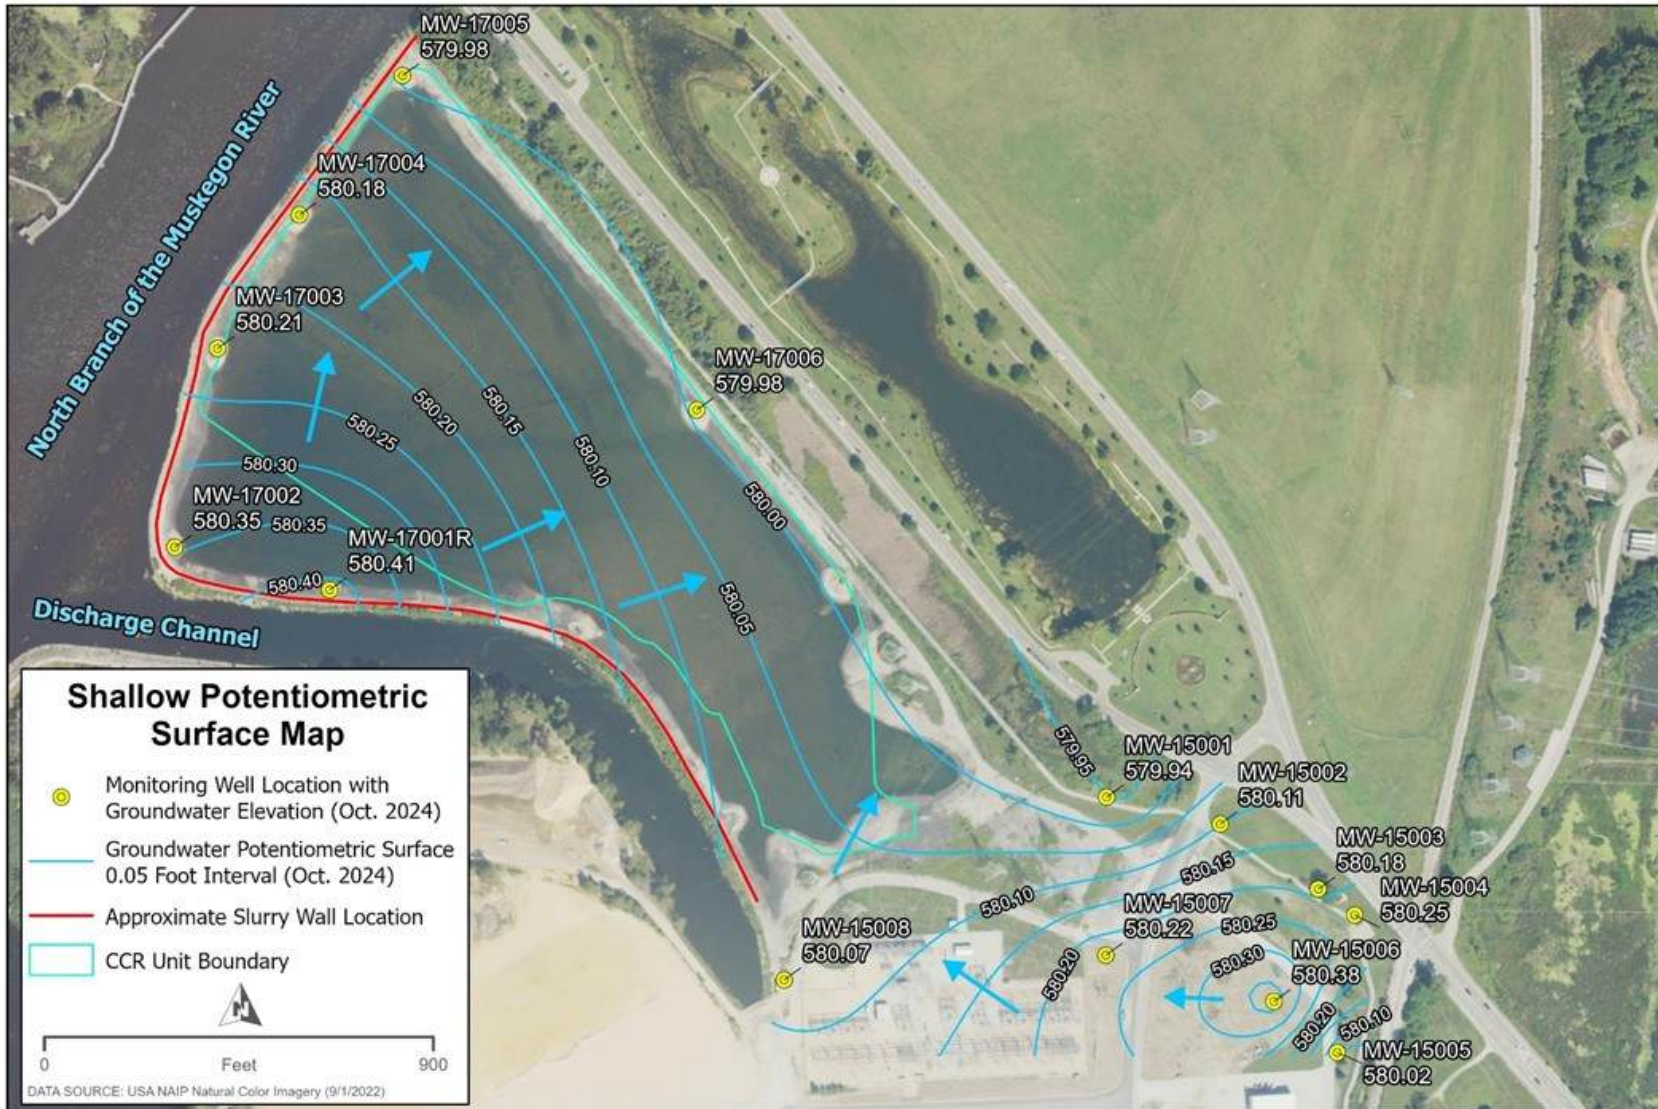 MW-17005
579.98
MW-17004
580.18
North Branch of the Muskegon River
MW-17003
580.21
MW-17006
579.98
580.20
580.15
580.25
580.10
580.30
580.00
MW-17002
580.35
580.35
MW-17001R
580.41
580.40
580.05
Discharge Channel
579.95
MW-15001
579.94
MW-15002
580.11
MW-15003
580.18
580.15
MW-15004
580.25
580.10
MW-15007
580.22
580.25
MW-15008
580.07
MW-15006
580.38
580.30
580.20
580.20
580.10
MW-15005
580.02
Shallow Potentiometric
Surface Map
Monitoring Well Location with
Groundwater Elevation (Oct. 2024)
Groundwater Potentiometric Surface
0.05 Foot Interval (Oct. 2024)
Approximate Slurry Wall Location
CCR Unit Boundary
N
0 Feet 900
DATA SOURCE: USA NAIP Natural Color Imagery (9/1/2022)